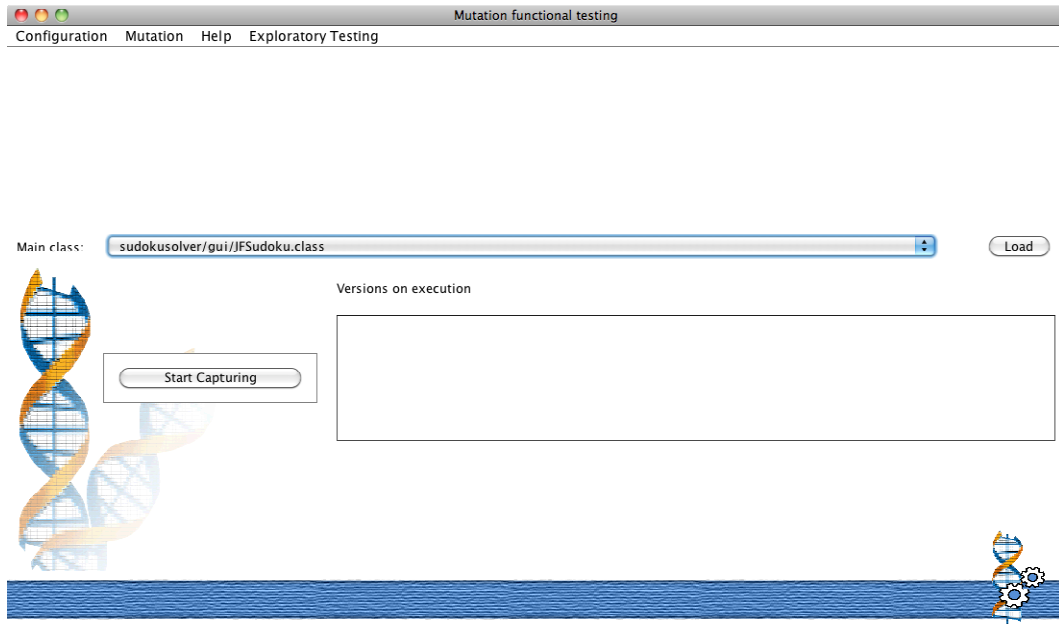 Mutation functional testing
Configuration Mutation Help Exploratory Testing
Main class: sudokusolver/gui/JFSudoku.class Load
Versions on execution
Start Capturing